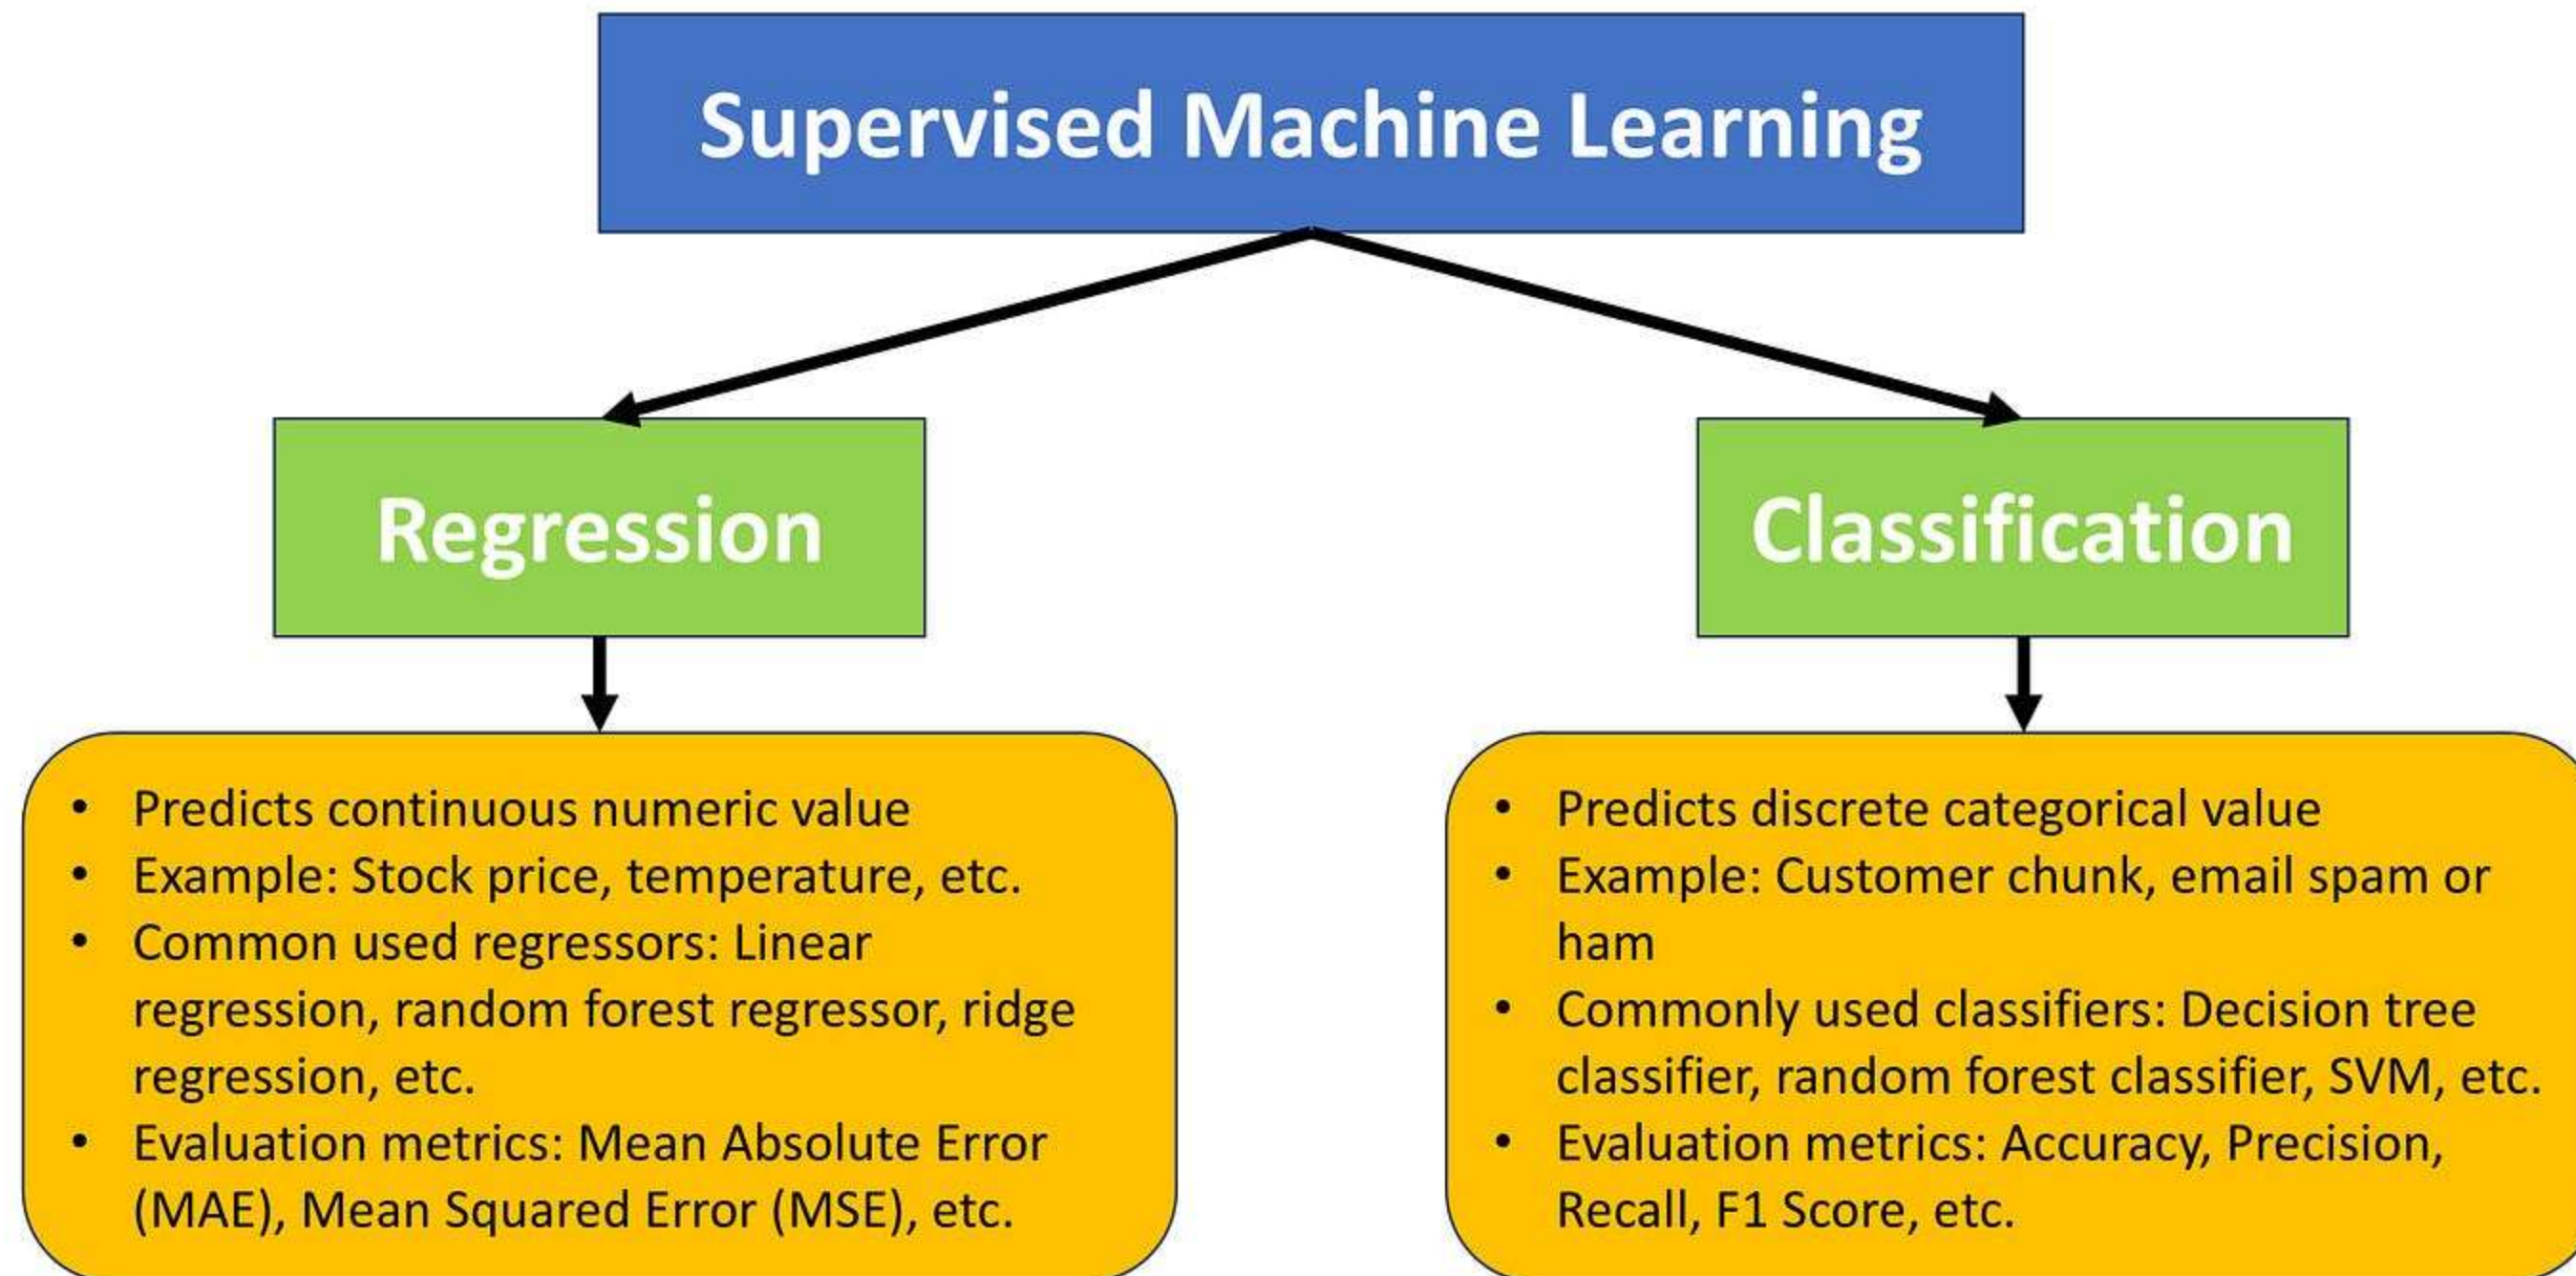 Supervised Machine Learning
Regression
Classification
• Predicts continuous numeric value
• Example: Stock price, temperature, etc.
• Common used regressors: Linear
regression, random forest regressor, ridge
regression, etc.
• Evaluation metrics: Mean Absolute Error
(MAE), Mean Squared Error (MSE), etc.
• Predicts discrete categorical value
• Example: Customer chunk, email spam or
ham
• Commonly used classifiers: Decision tree
classifier, random forest classifier, SVM, etc.
• Evaluation metrics: Accuracy, Precision,
Recall, F1 Score, etc.